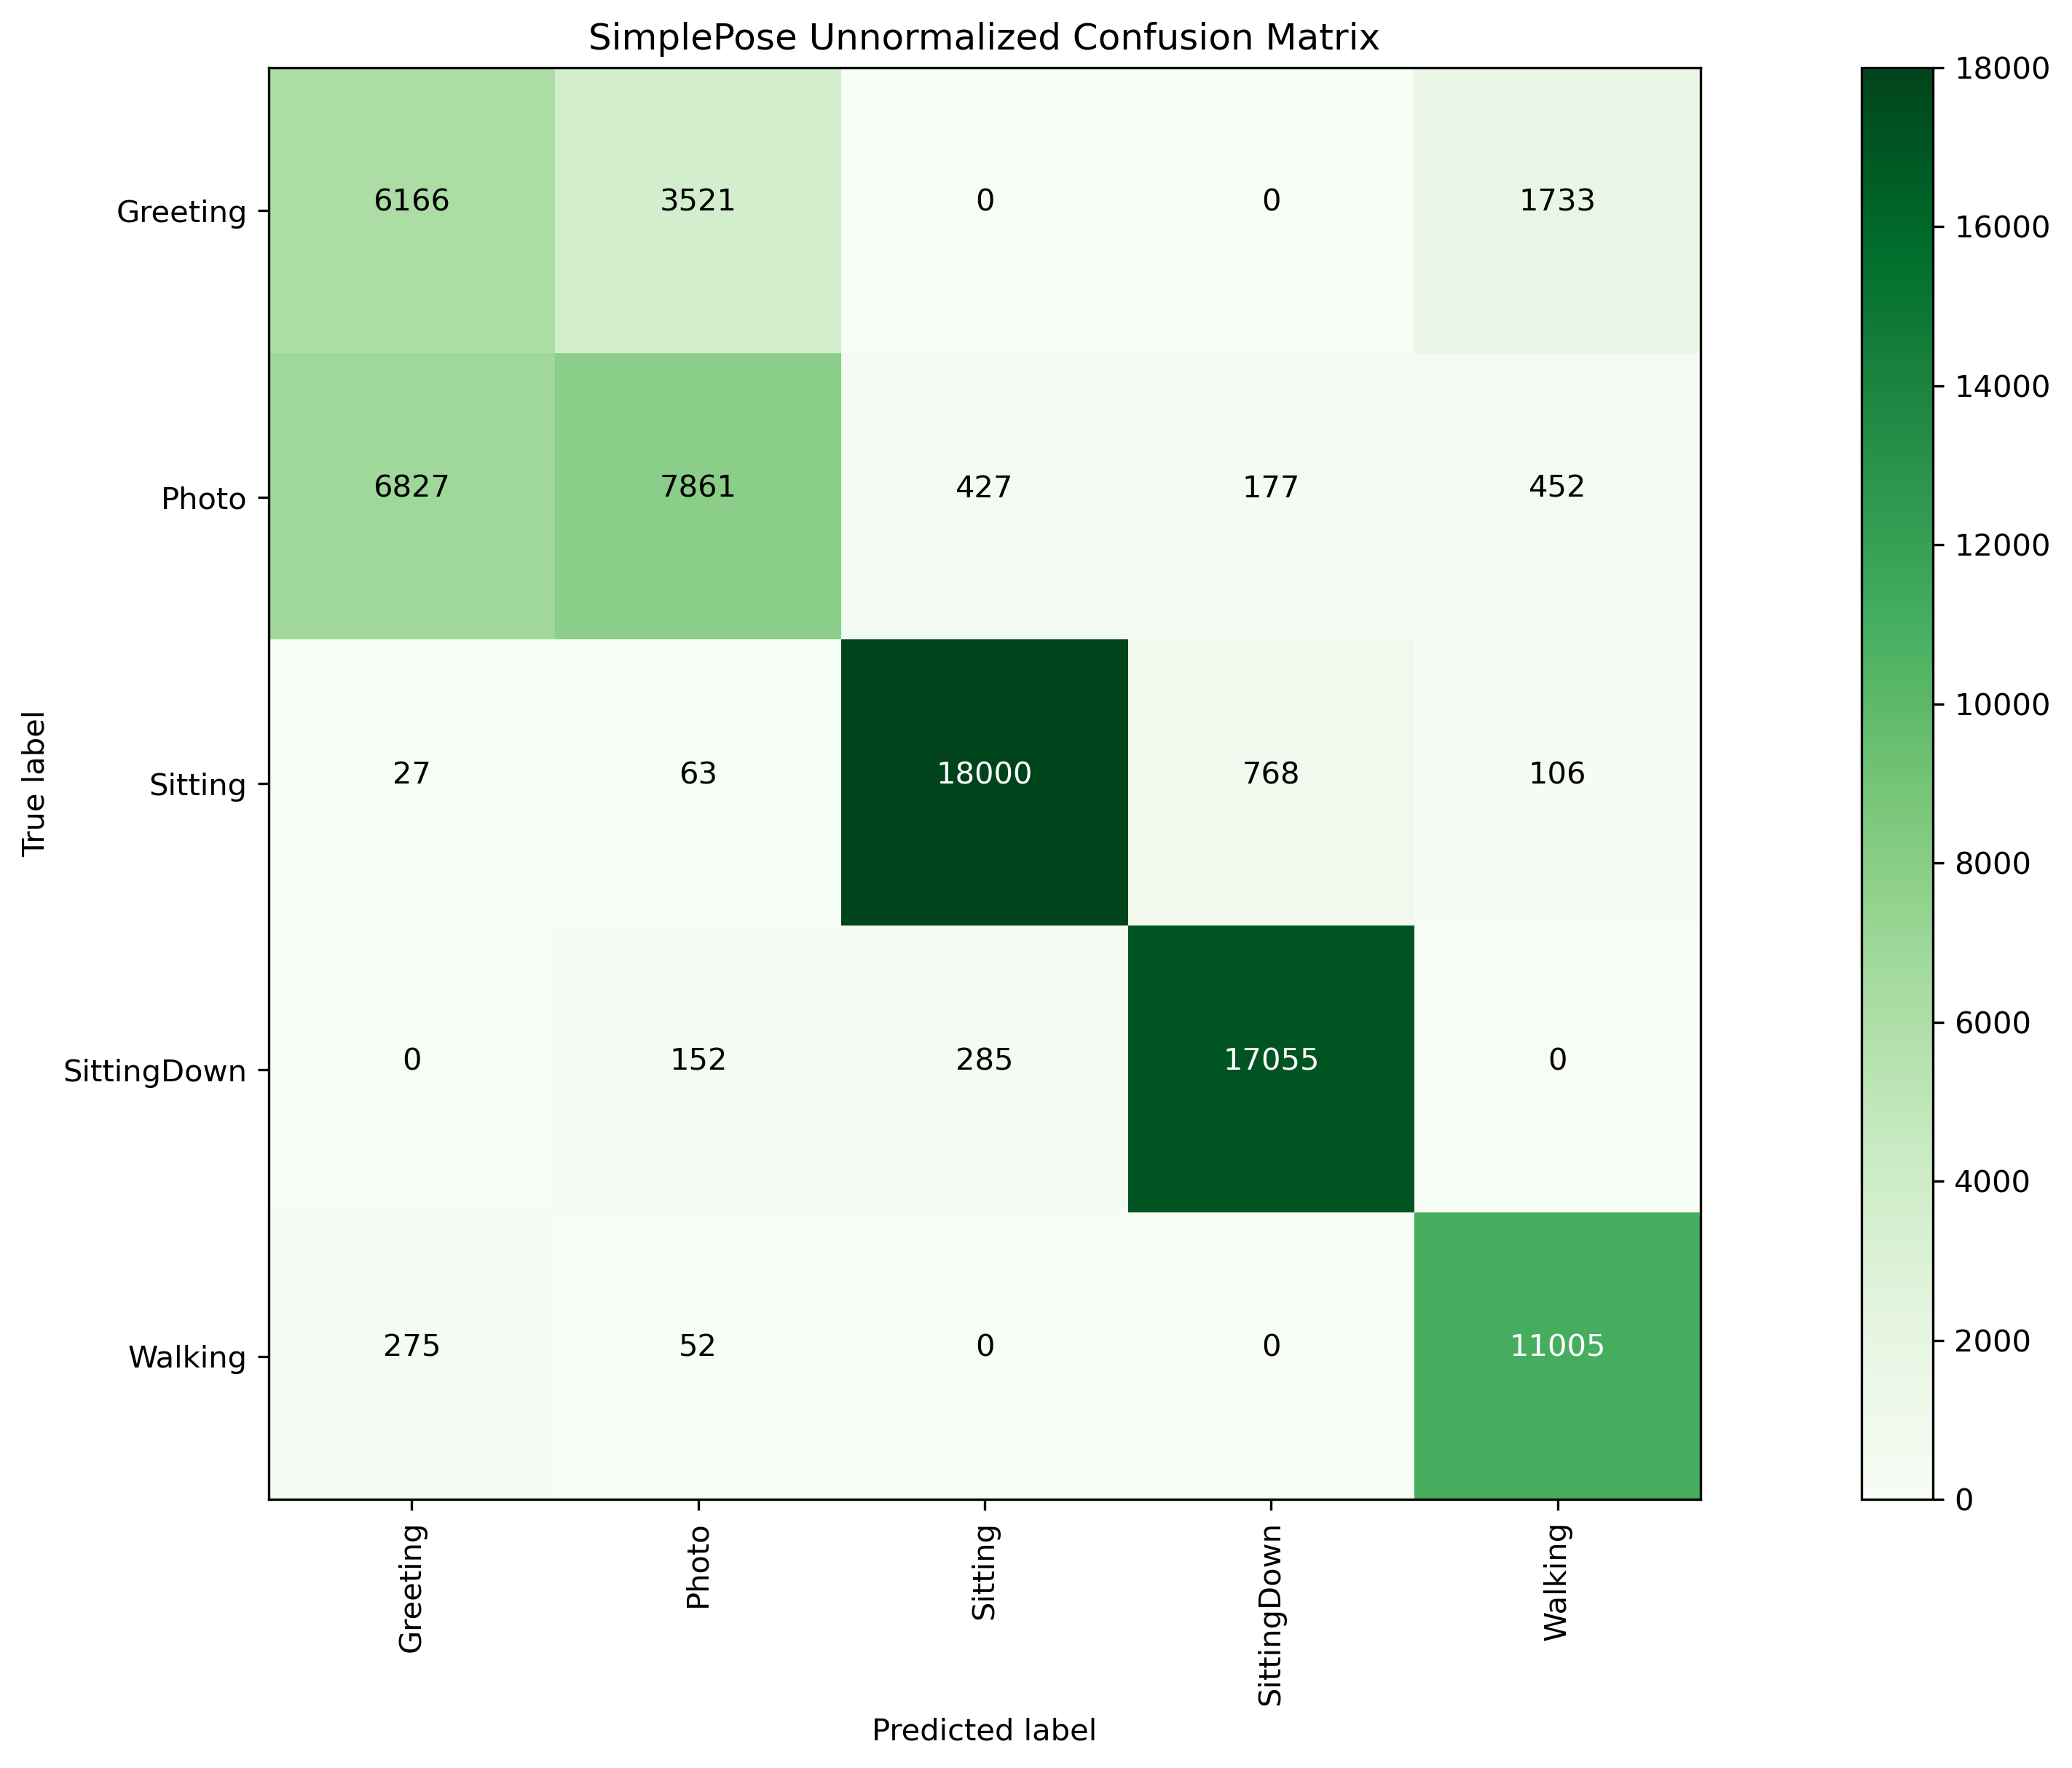 SimplePose Unnormalized Confusion Matrix
18000
Greeting 6166 3521 0 0 1733
16000
14000
Photo 6827 7861 427 177 452
12000
10000
True label
Sitting 27 63 18000 768 106
8000
6000
SittingDown 0 152 285 17055 0
4000
Walking 275 52 0 0 11005
2000
0
Greeting Photo Sitting SittingDown Walking
Predicted label